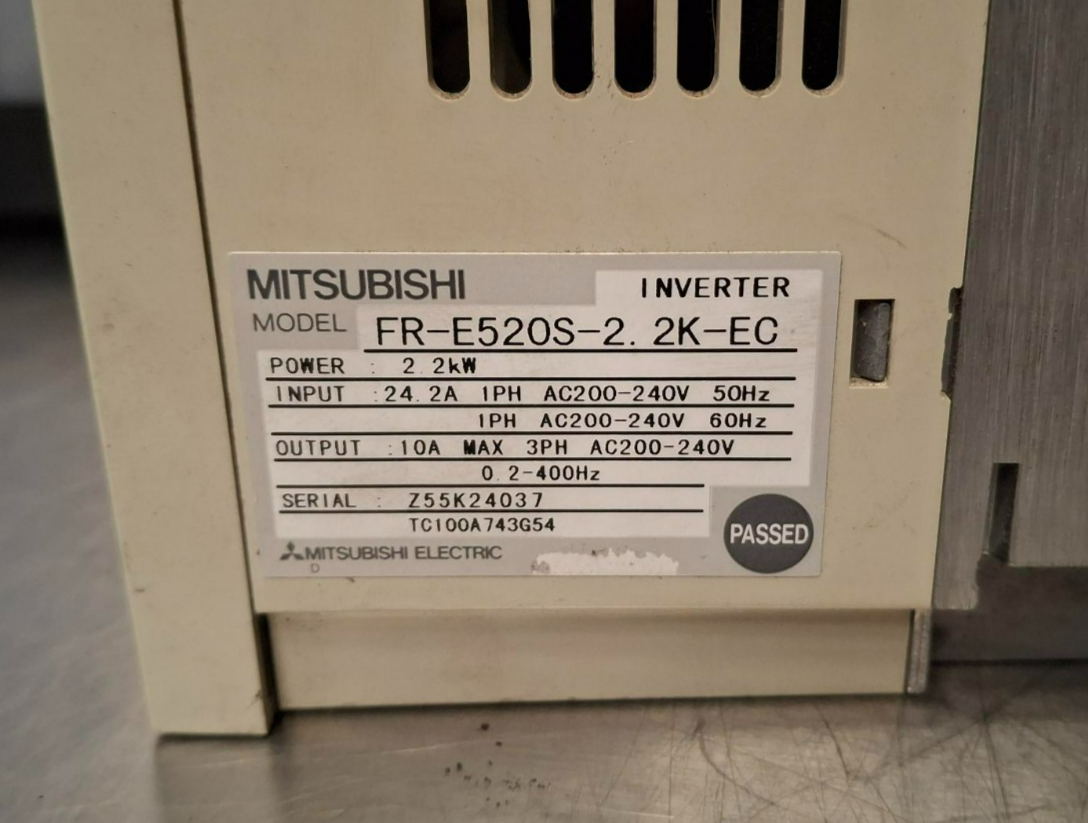 MITSUBISHI
INVERTER
MODEL FR-E520S-2.2K-EC
POWER : 2.2kW
INPUT :24.2A 1PH AC200-240V 50Hz
1PH AC200-240V 60Hz
OUTPUT :10A MAX 3PH AC200-240V
0.2-400Hz
SERIAL : Z55K24037
TC100A743G54
PASSED
MITSUBISHI ELECTRIC
D